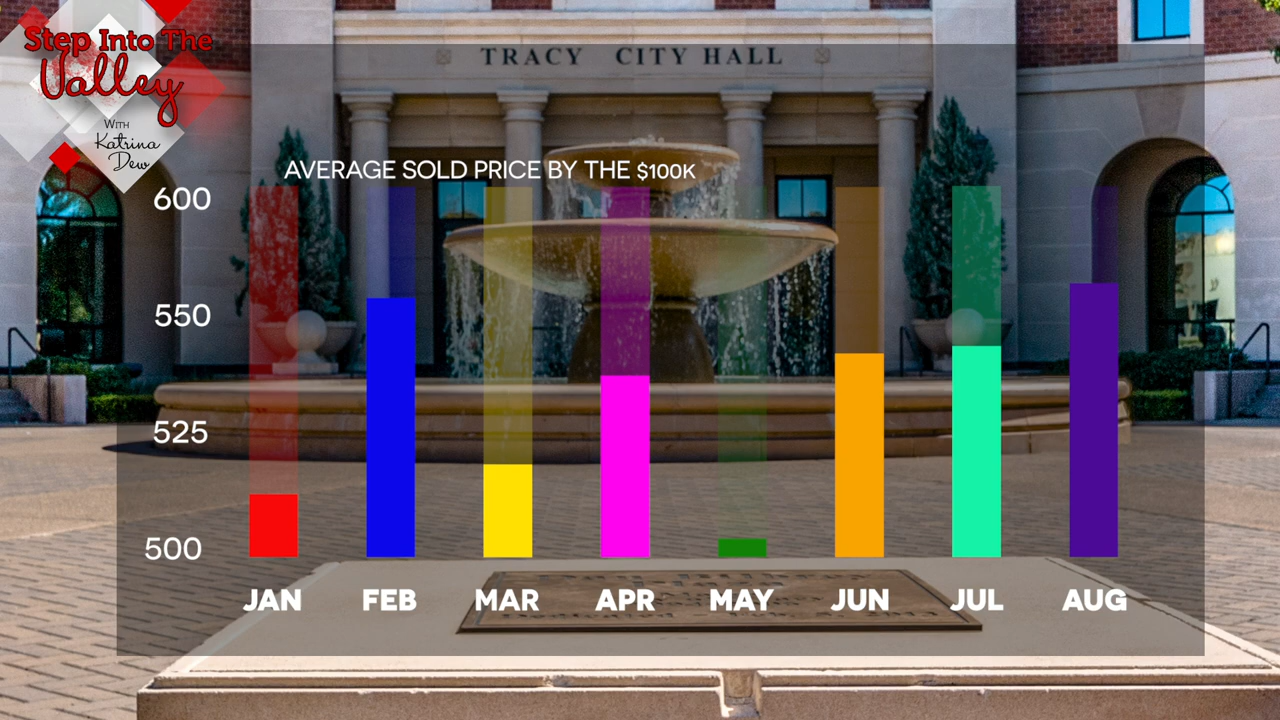 Step Into The
Valley
WITH
Katrina
Dew
TRACY CITY HALL
AVERAGE SOLD PRICE BY THE $100K
600
550
525
500
JAN FEB MAR APR MAY JUN JUL AUG